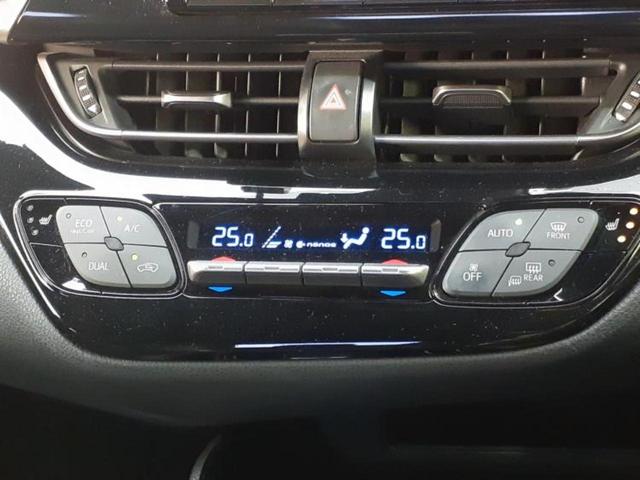 25.0 nanoe 25.0
ECO A/C
DUAL
AUTO FRONT
OFF REAR